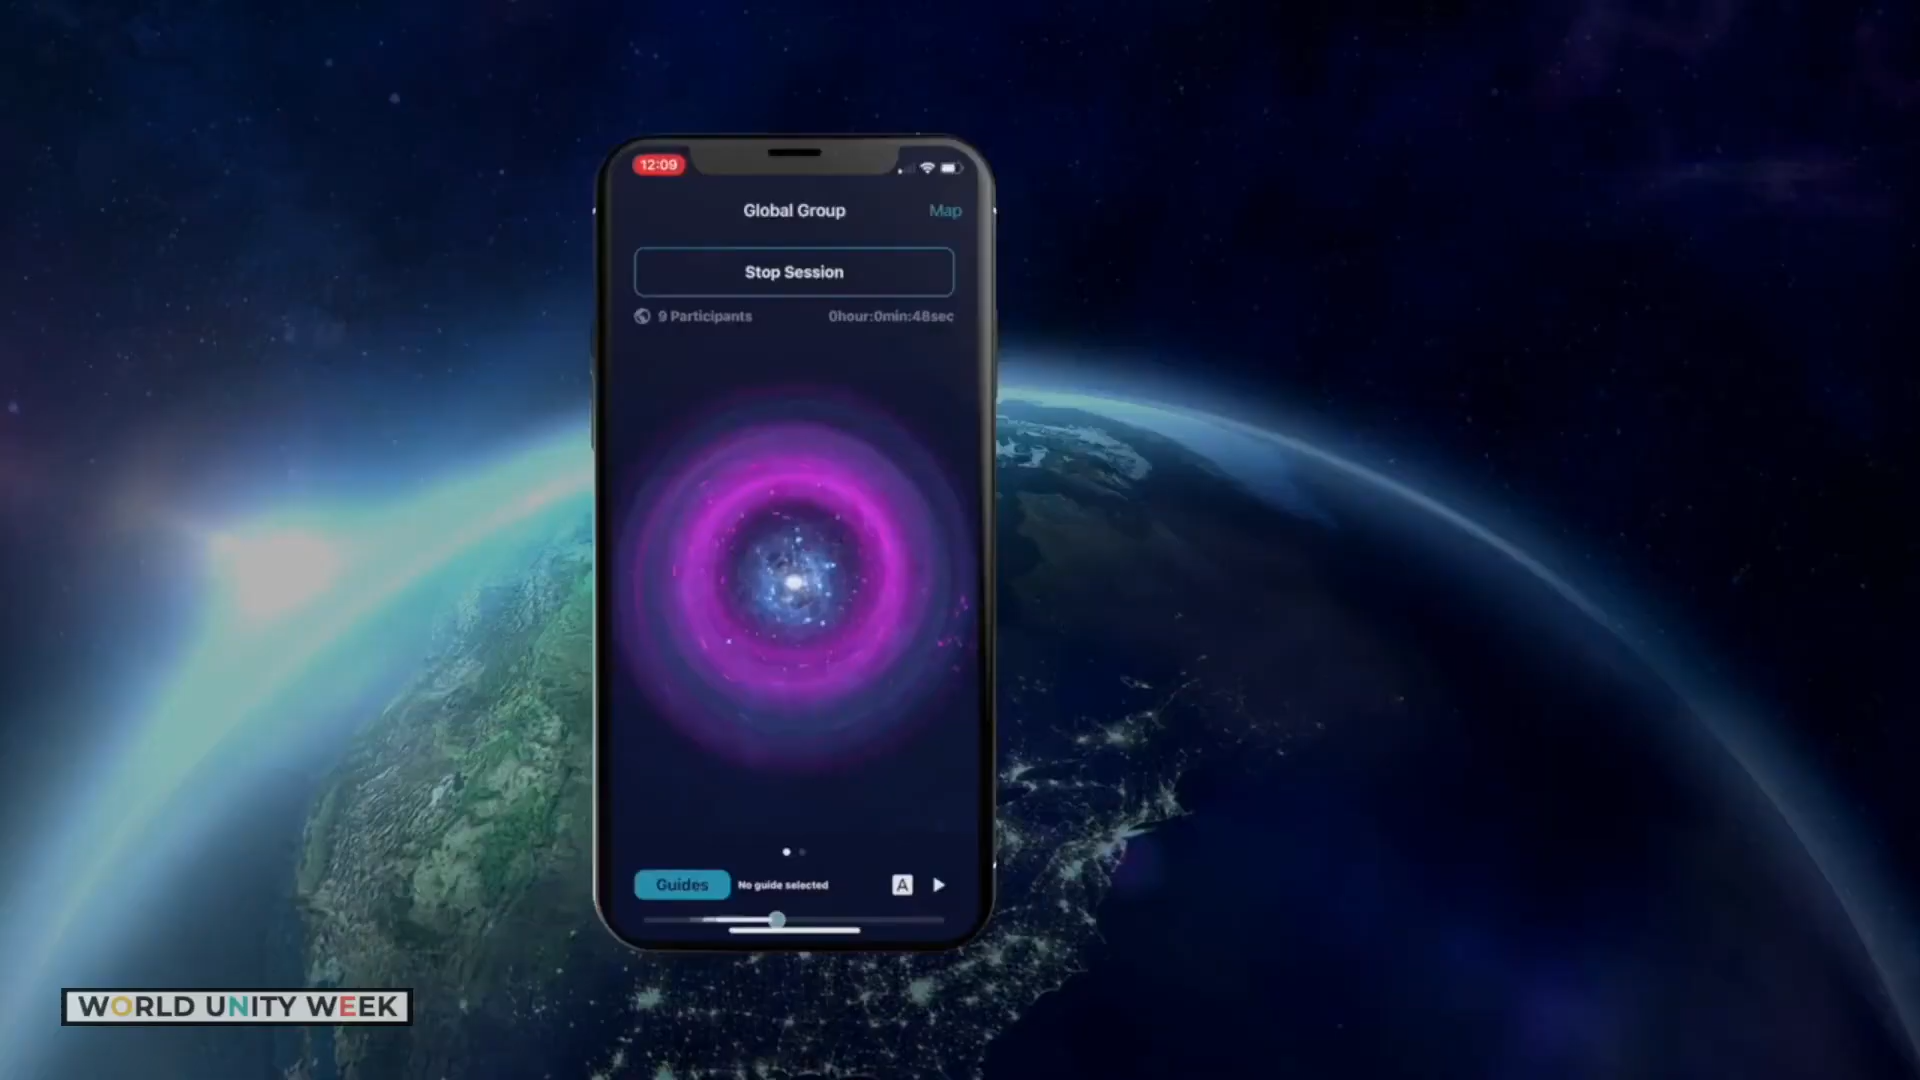 12:09
Global Group
Map
Stop Session
9 Participants
0hour:0min:48sec
Guides
No guide selected
A
WORLD UNITY WEEK